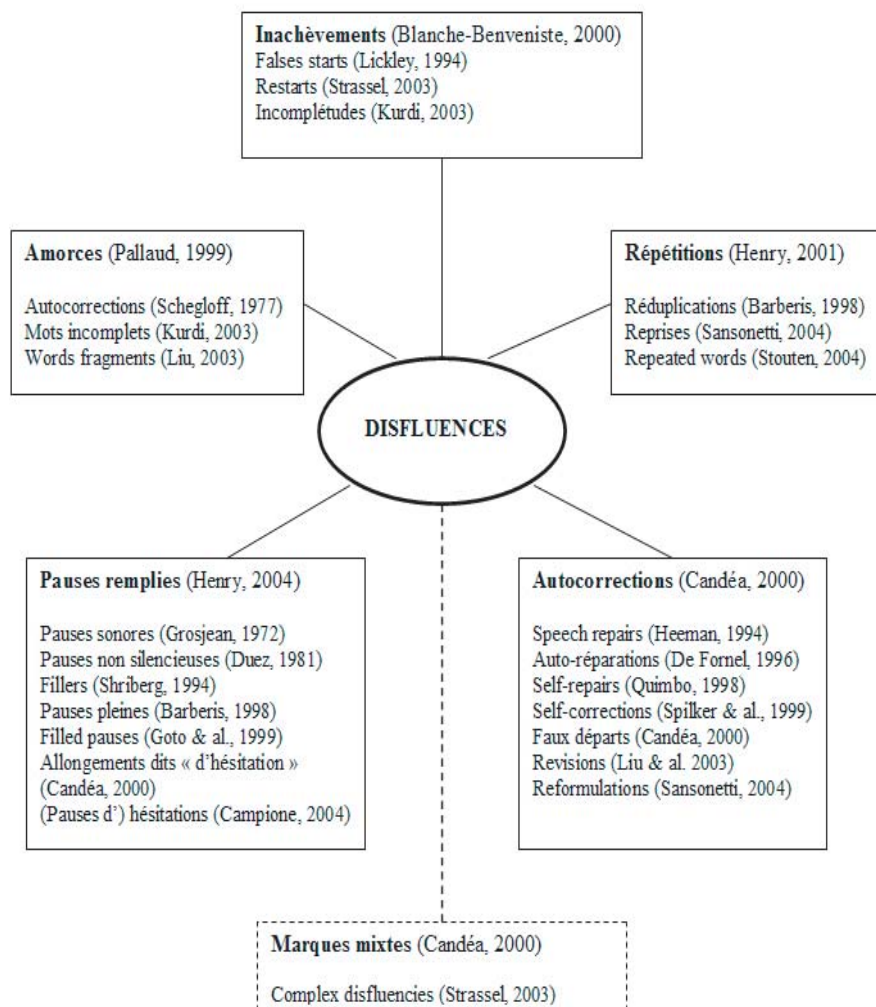 Inachèvements (Blanche-Benveniste, 2000)
Falses starts (Lickley, 1994)
Restarts (Strassel, 2003)
Incomplétudes (Kurdi, 2003)
Amorces (Pallaud, 1999)
Autocorrections (Schegloff, 1977)
Mots incomplets (Kurdi, 2003)
Words fragments (Liu, 2003)
Répétitions (Henry, 2001)
Réduplications (Barberis, 1998)
Reprises (Sansonetti, 2004)
Repeated words (Stouten, 2004)
DISFLUENCES
Pauses remplies (Henry, 2004)
Pauses sonores (Grosjean, 1972)
Pauses non silencieuses (Duez, 1981)
Fillers (Shriberg, 1994)
Pauses pleines (Barberis, 1998)
Filled pauses (Goto & al., 1999)
Allongements dits « d’hésitation »
(Candéa, 2000)
(Pauses d’) hésitations (Campione, 2004)
Autocorrections (Candéa, 2000)
Speech repairs (Heeman, 1994)
Auto-réparations (De Fornel, 1996)
Self-repairs (Quimbo, 1998)
Self-corrections (Spilker & al., 1999)
Faux départs (Candéa, 2000)
Revisions (Liu & al. 2003)
Reformulations (Sansonetti, 2004)
Marques mixtes (Candéa, 2000)
Complex disfluencies (Strassel, 2003)